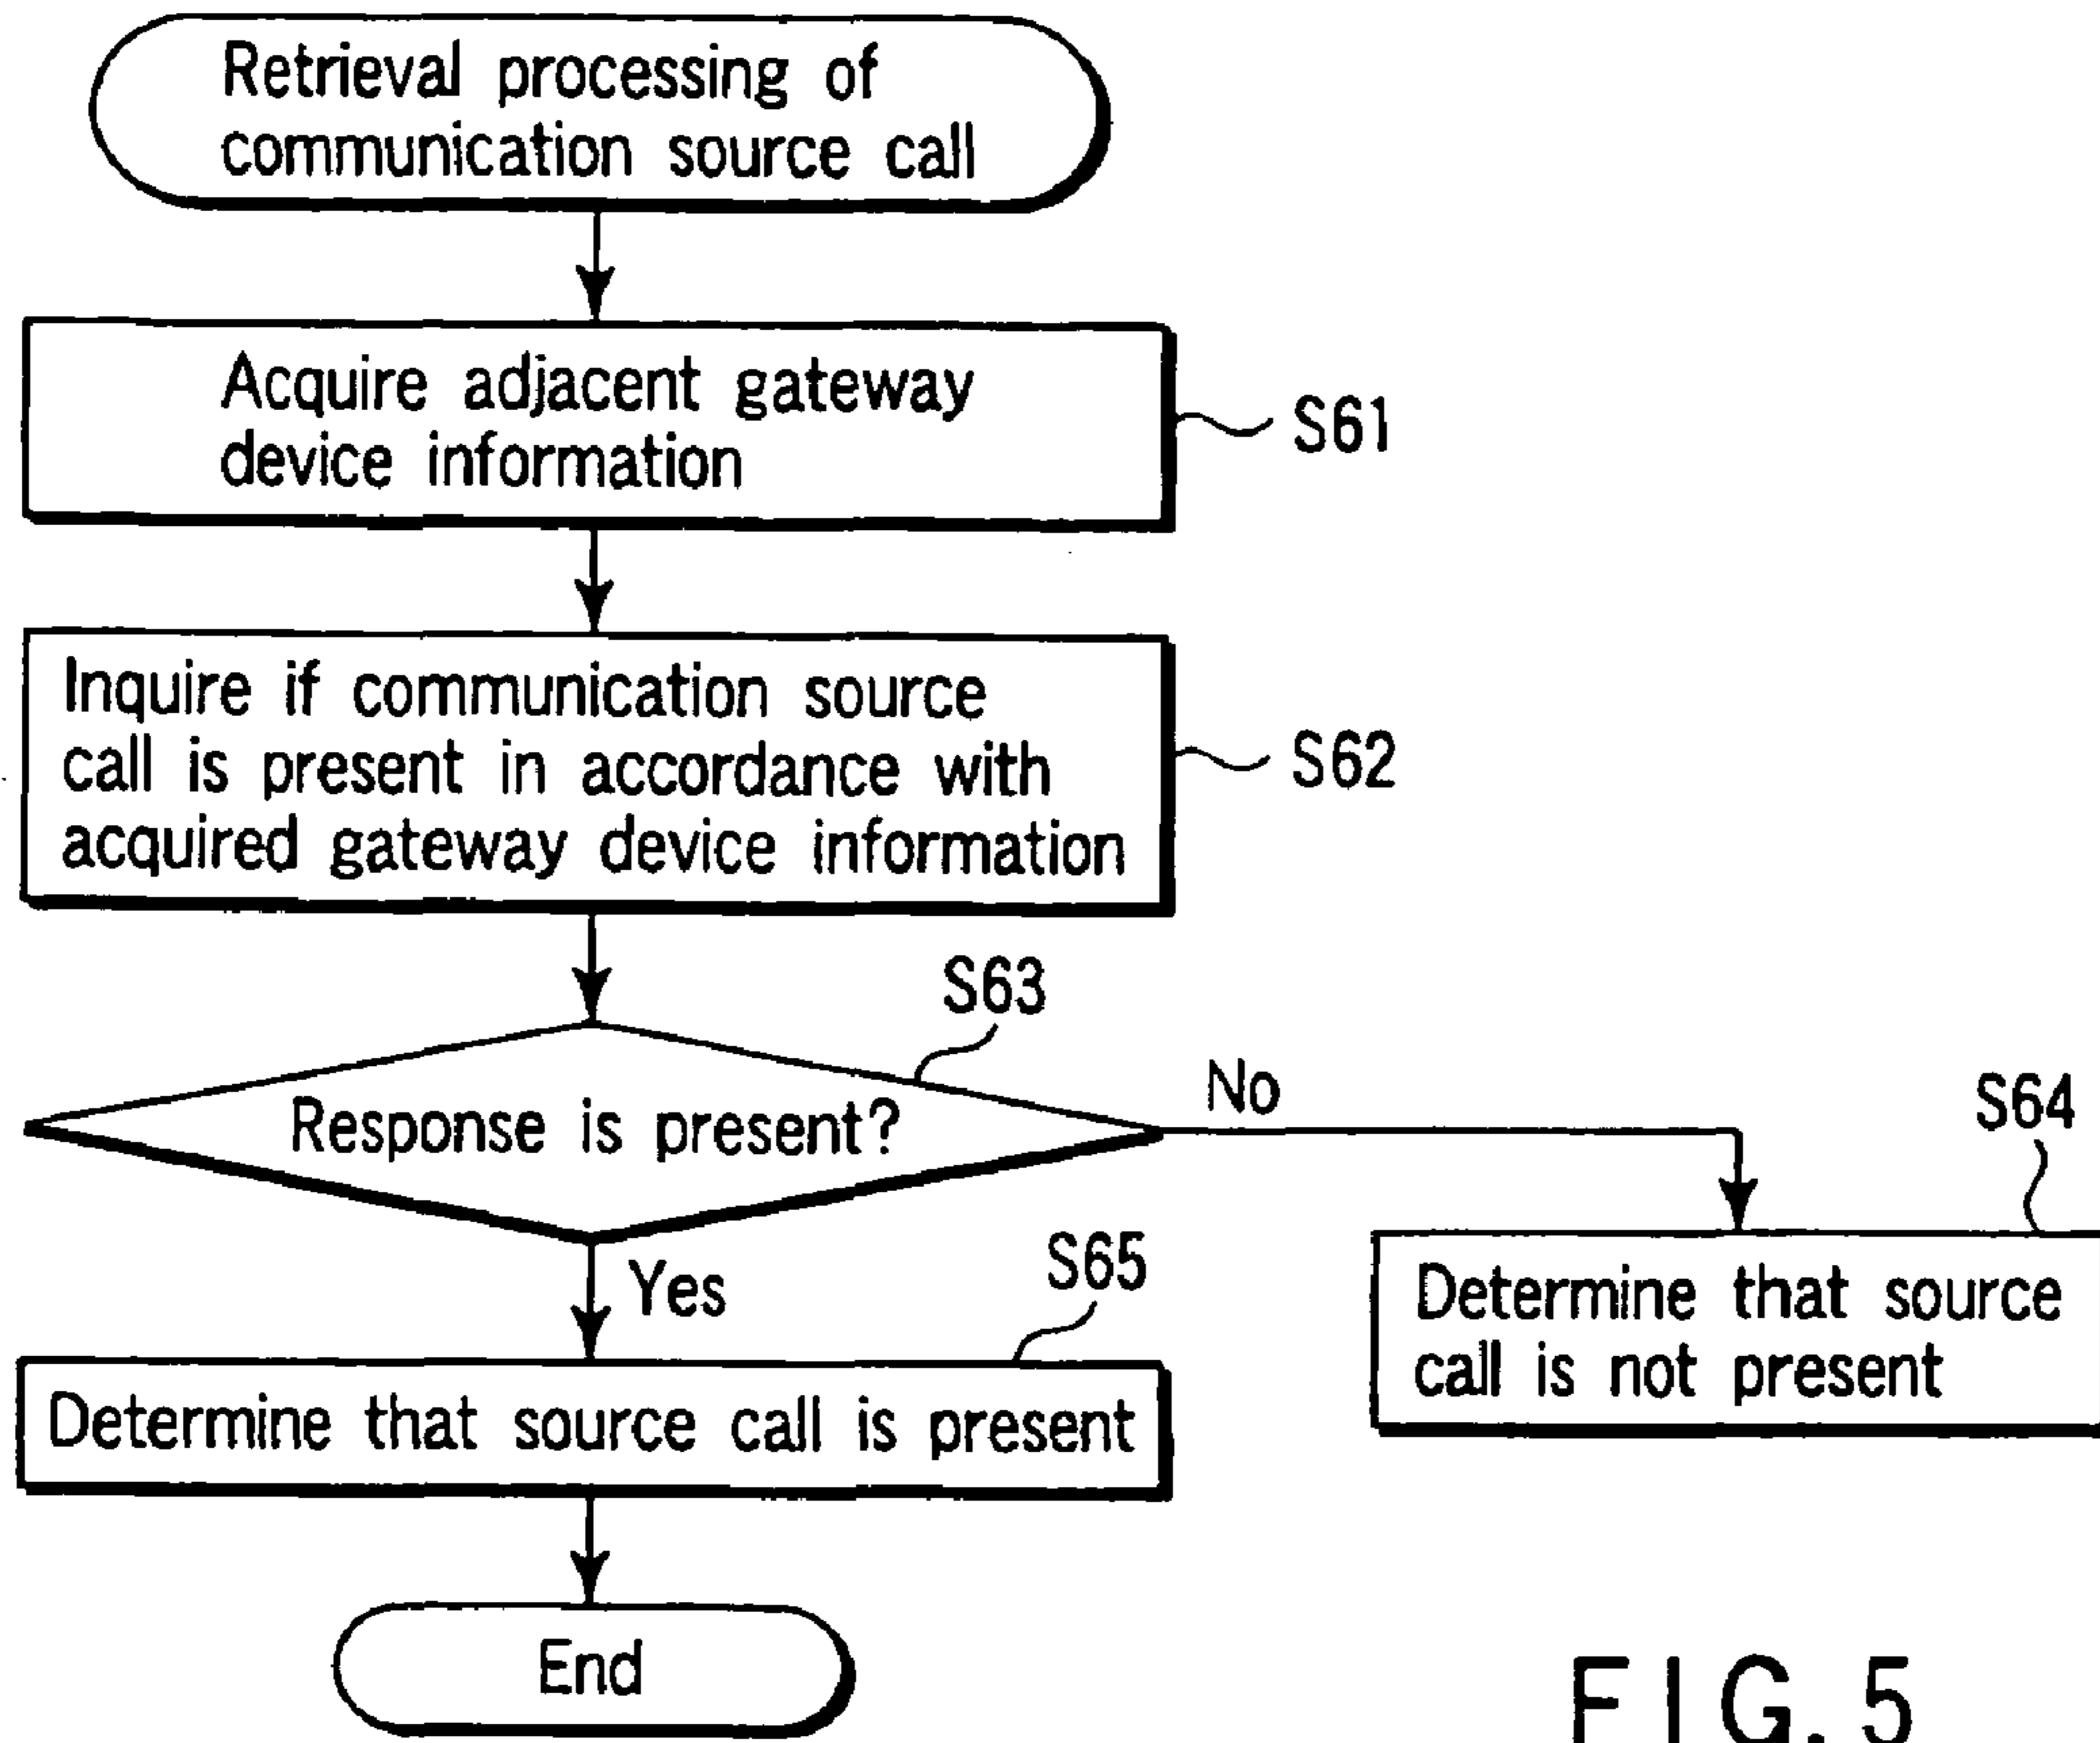 Retrieval processing of
communication source call
Acquire adjacent gateway
device information
S61
Inquire if communication source
call is present in accordance with
acquired gateway device information
S62
S63
Response is present?
No
S64
Determine that source
call is not present
Yes
S65
Determine that source call is present
End
FIG. 5